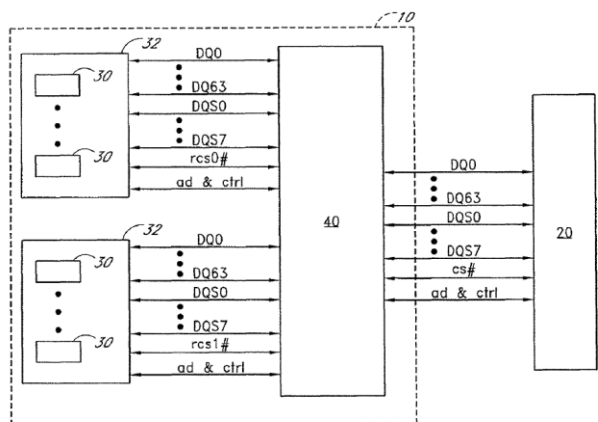 10
32
30
30
DQ0
DQ63
DQS0
DQS7
rcs0#
ad & ctrl
32
30
30
DQ0
DQ63
DQS0
DQS7
rcs1#
ad & ctrl
40
DQ0
DQ63
DQS0
DQS7
cs#
ad & ctrl
20